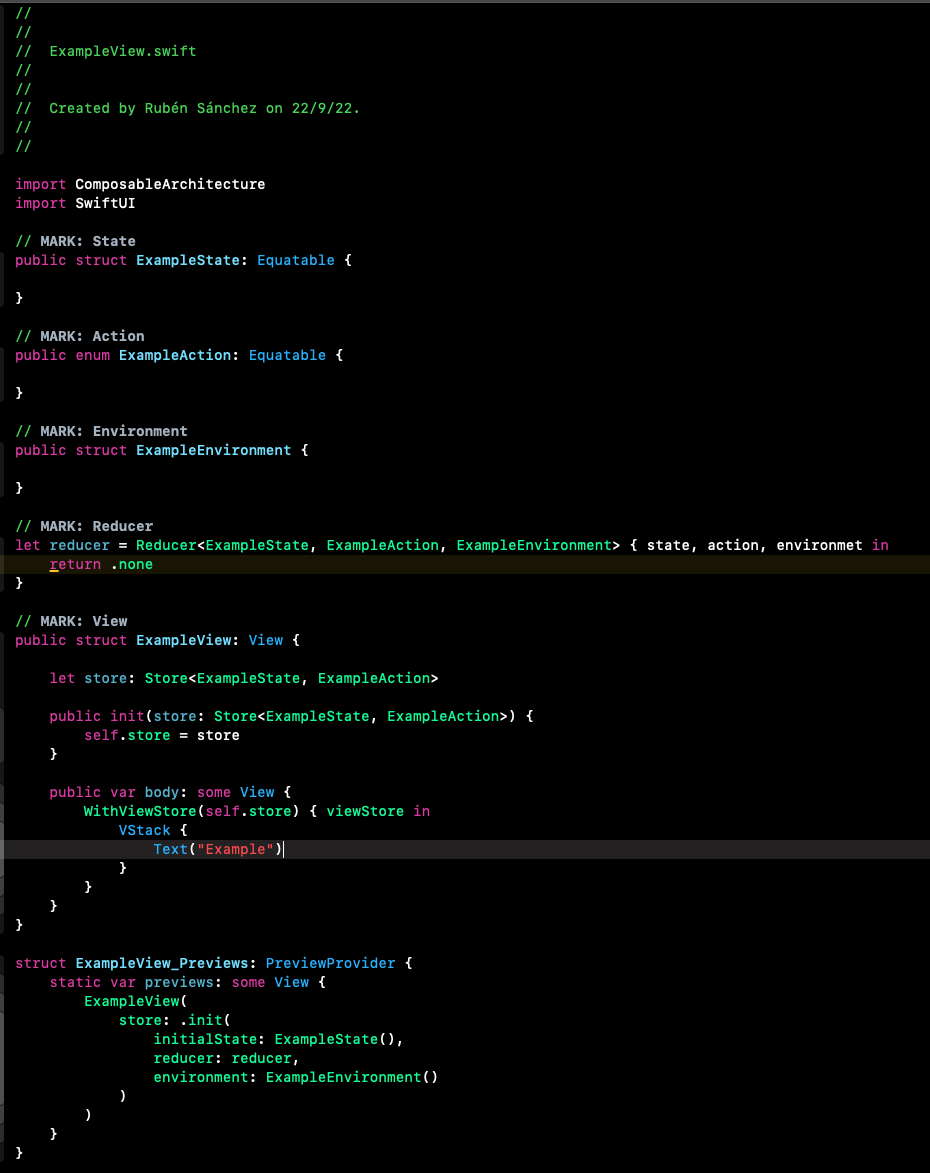 //
//
//  ExampleView.swift
//
//
//  Created by Rubén Sánchez on 22/9/22.
//
//
import ComposableArchitecture
import SwiftUI
// MARK: State
public struct ExampleState: Equatable {
}
// MARK: Action
public enum ExampleAction: Equatable {
}
// MARK: Environment
public struct ExampleEnvironment {
}
// MARK: Reducer
let reducer = Reducer<ExampleState, ExampleAction, ExampleEnvironment> { state, action, environmet in
    return .none
}
// MARK: View
public struct ExampleView: View {
    let store: Store<ExampleState, ExampleAction>
    public init(store: Store<ExampleState, ExampleAction>) {
        self.store = store
    }
    public var body: some View {
        WithViewStore(self.store) { viewStore in
            VStack {
                Text("Example")
            }
        }
    }
}
struct ExampleView_Previews: PreviewProvider {
    static var previews: some View {
        ExampleView(
            store: .init(
                initialState: ExampleState(),
                reducer: reducer,
                environment: ExampleEnvironment()
            )
        )
    }
}